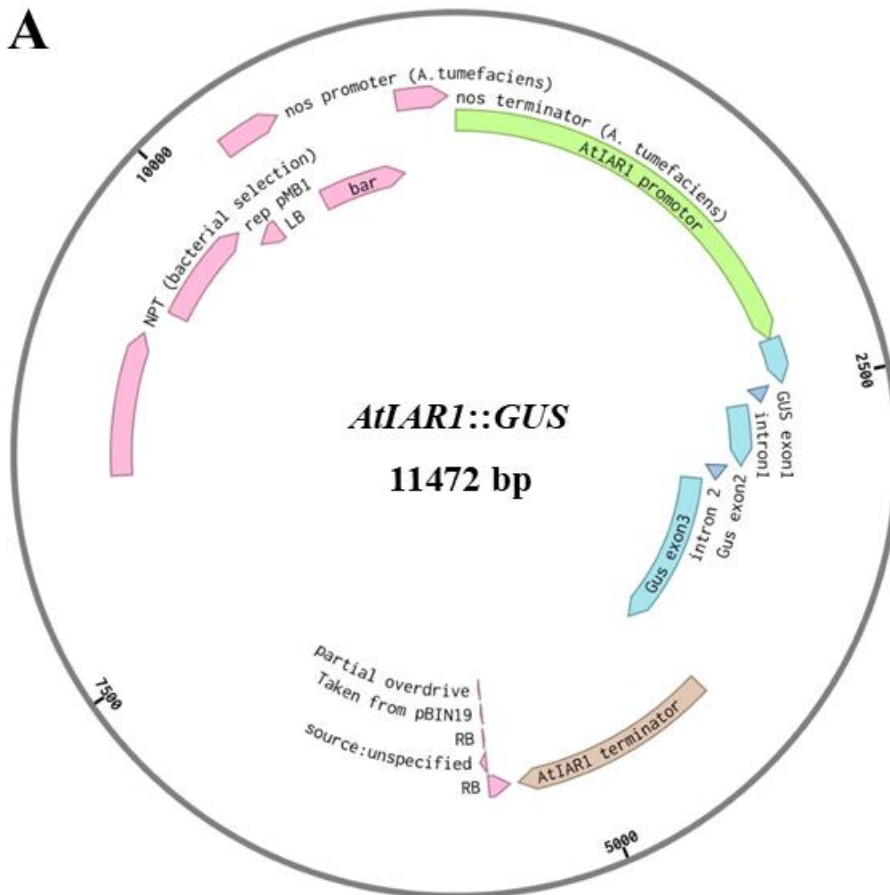 A
nos promoter (A.tumefaciens)
nos terminator (A. tumefaciens)
AtIAR1 promotor
10000
NPT (bacterial selection)
rep pMB1
LB
bar
2500
AtIAR1::GUS
11472 bp
GUS exon1
intron1
Gus exon2
intron 2
Gus exon3
partial overdrive
Taken from pBIN19
RB
source:unspecified
RB
AtIAR1 terminator
7500
5000